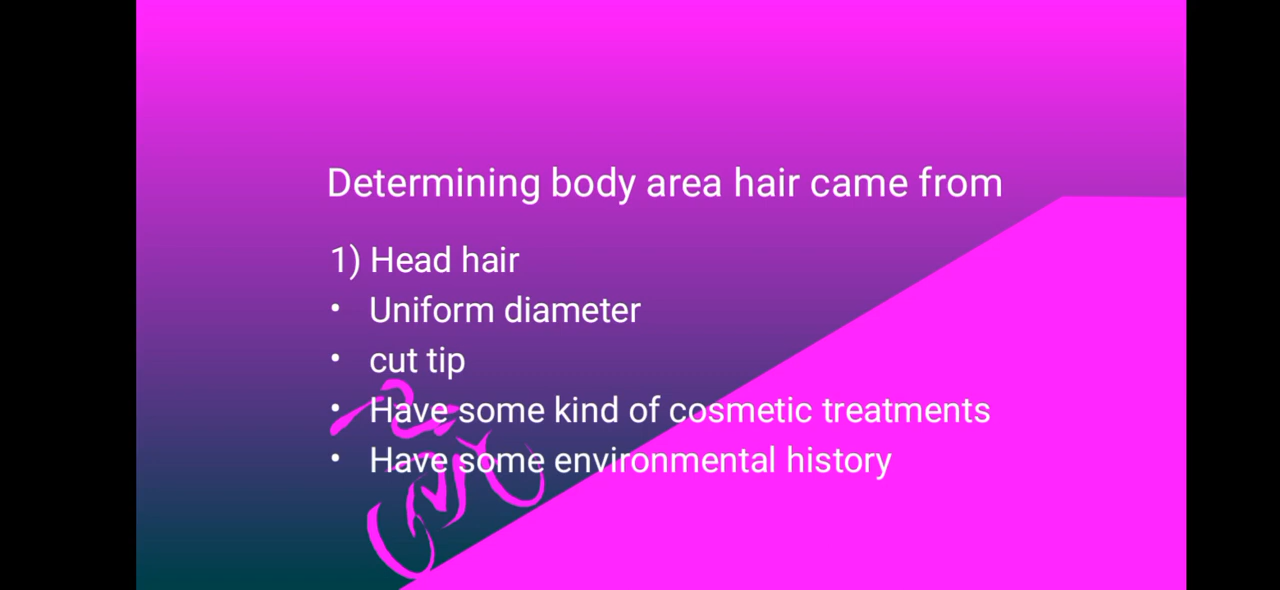 Determining body area hair came from
1) Head hair
• Uniform diameter
• cut tip
• Have some kind of cosmetic treatments
• Have some environmental history